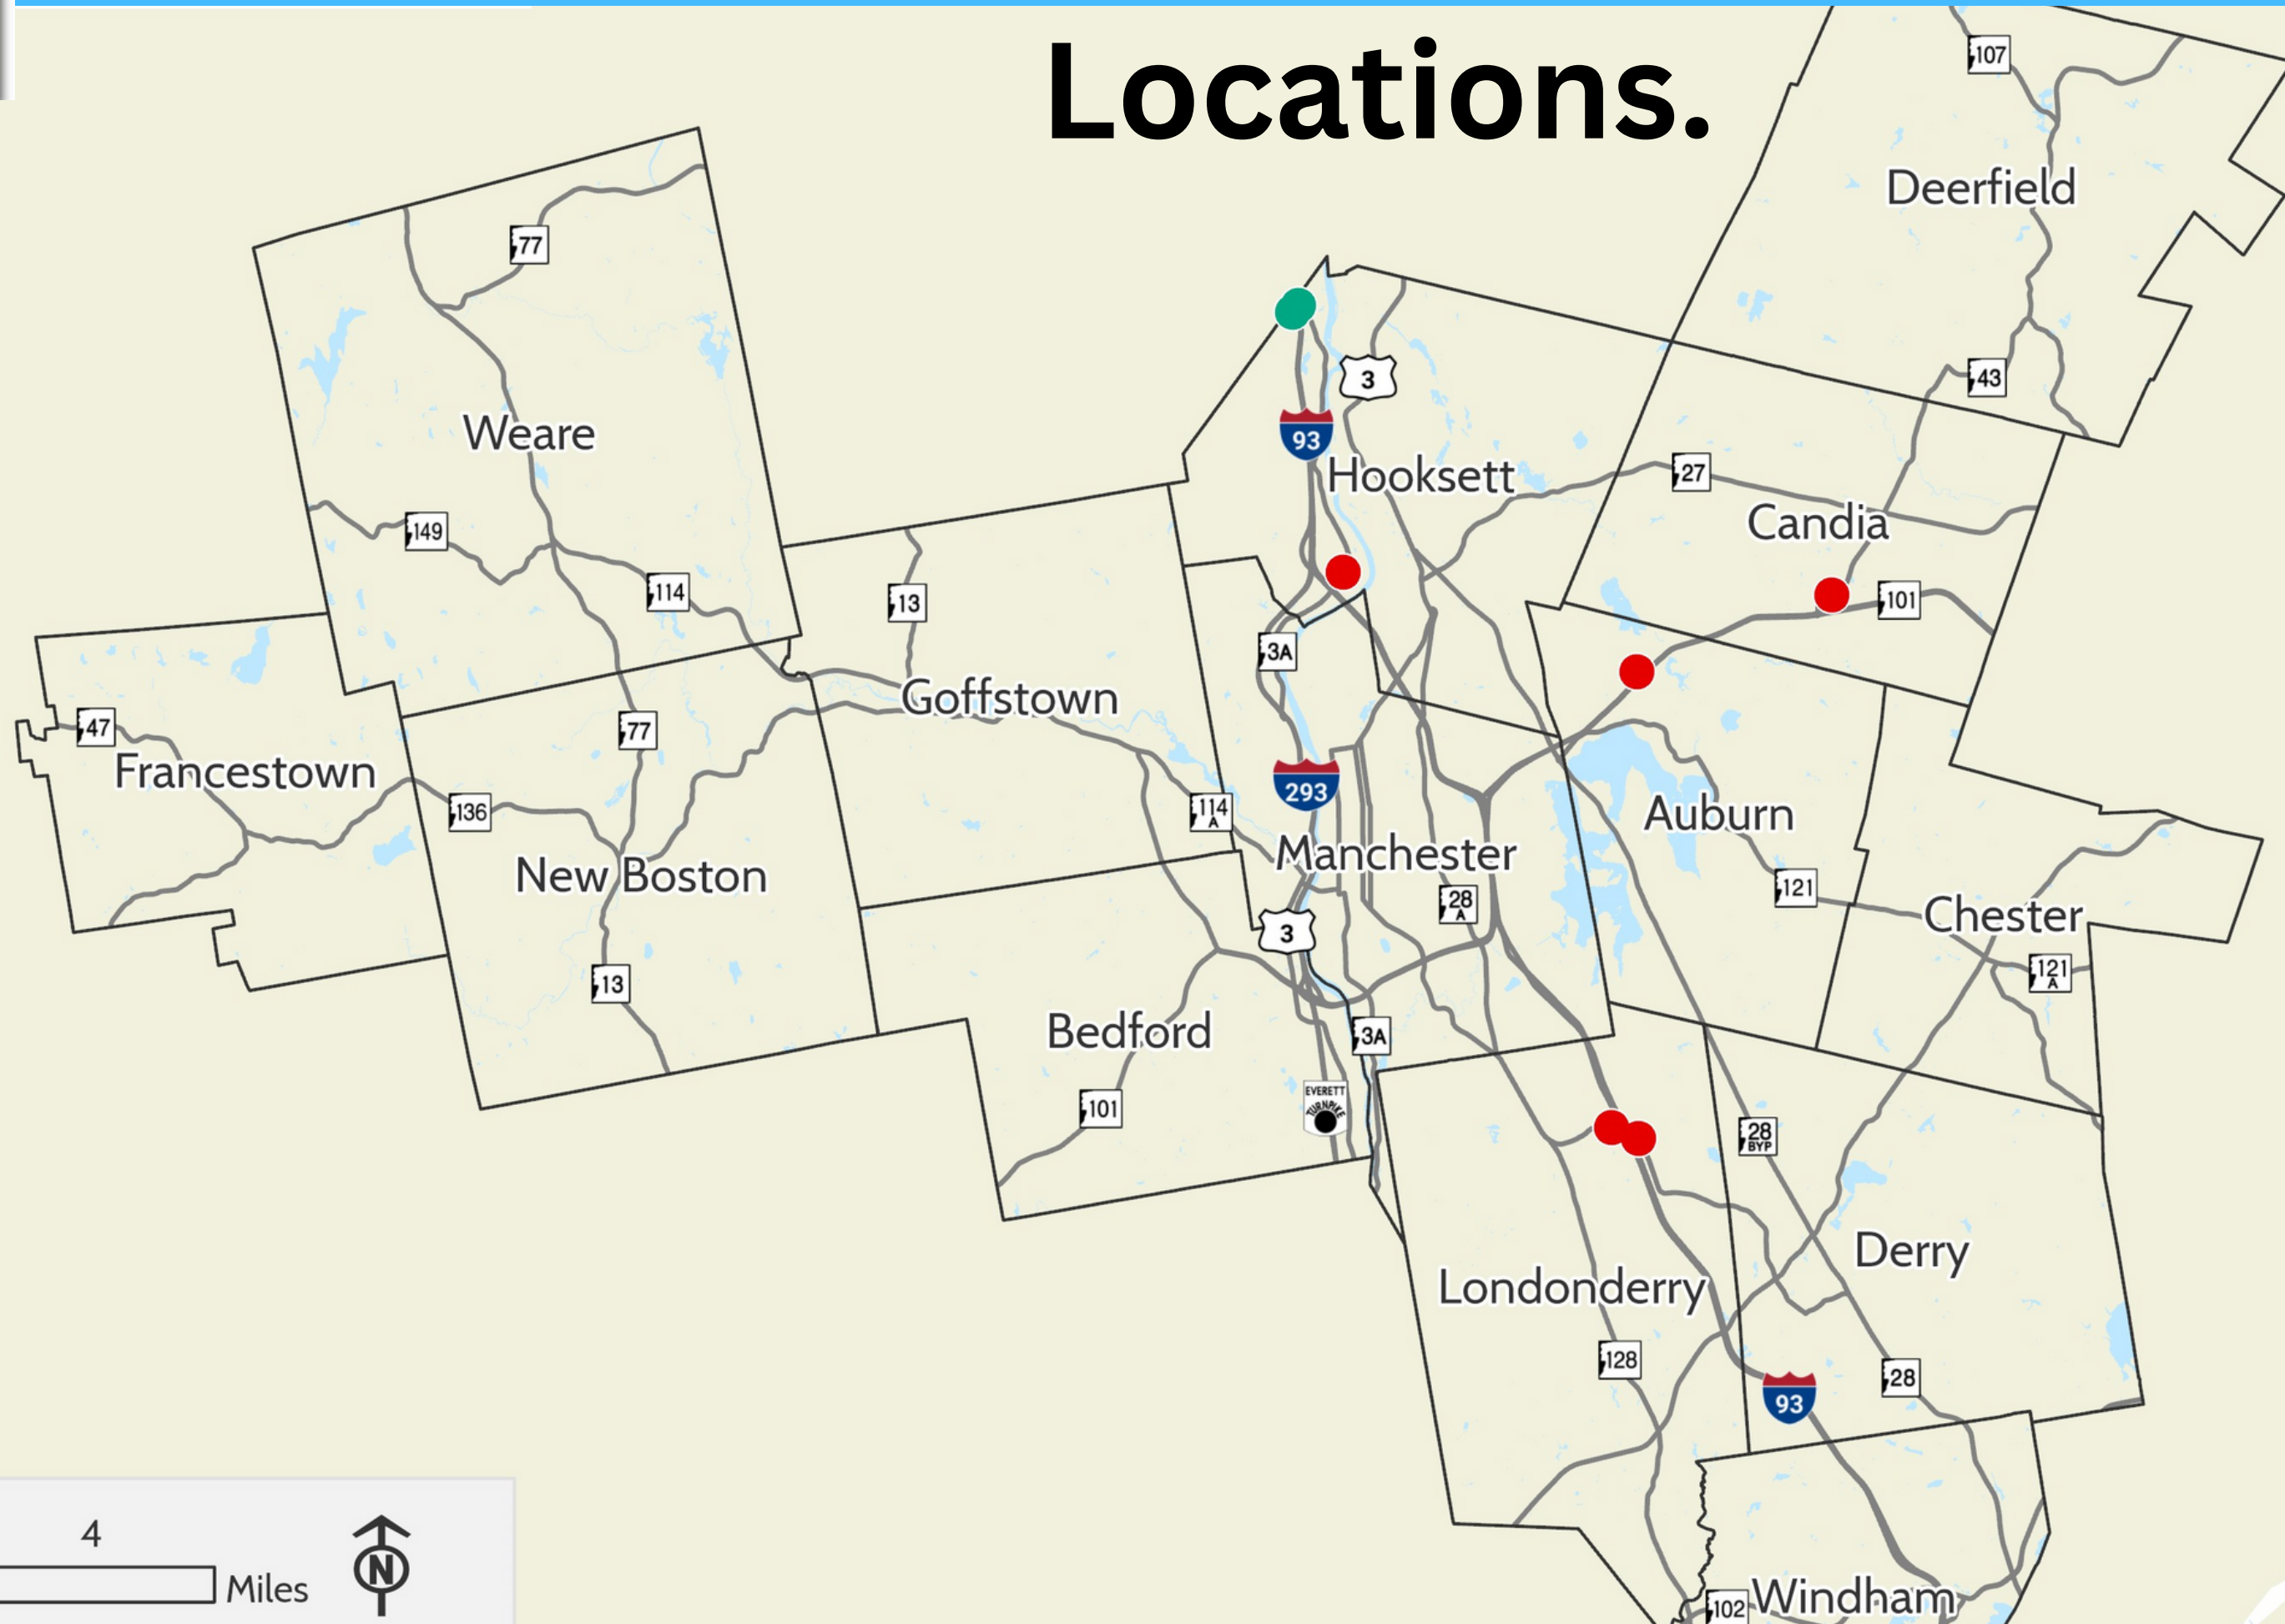 Locations.
107
Deerfield
77
3
43
93
Weare
Hooksett
27
Candia
149
114
13
101
3A
Goffstown
47
77
Francestown
293
136
114
A
Auburn
Manchester
New Boston
121
28
A
Chester
3
121
A
13
Bedford
3A
101
EVERETT
TURNPIKE
28
BYP
Derry
Londonderry
128
28
93
4
Miles
N
Windham
102